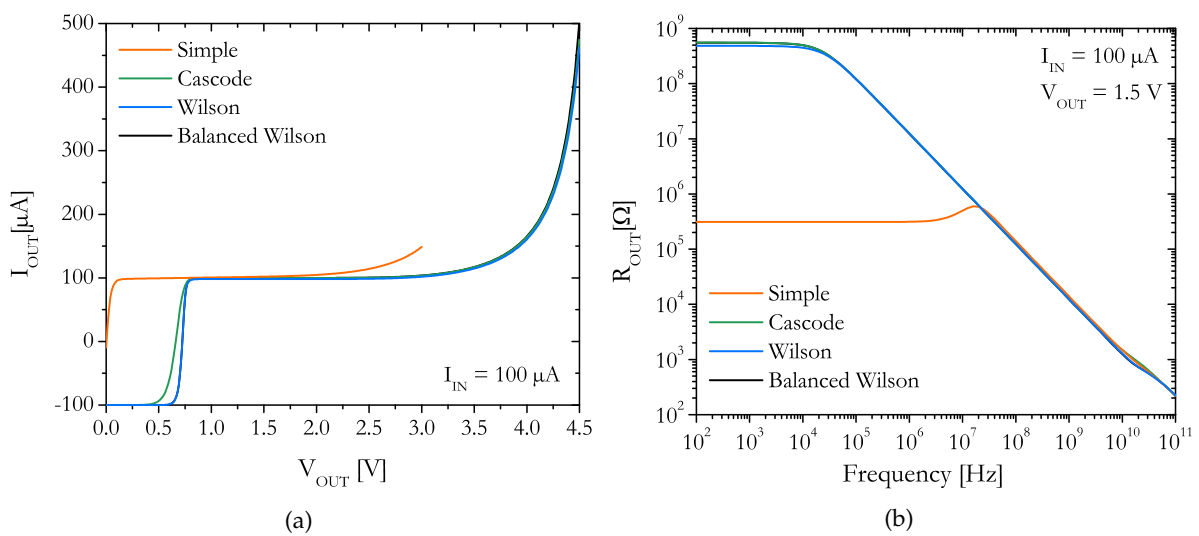 500
400
300
200
100
0
-100
I_OUT[μA]
Simple
Cascode
Wilson
Balanced Wilson
I_IN = 100 μA
0.0 0.5 1.0 1.5 2.0 2.5 3.0 3.5 4.0 4.5
V_OUT [V]
(a)
10^9
10^8
10^7
10^6
10^5
10^4
10^3
10^2
R_OUT[Ω]
I_IN = 100 μA
V_OUT = 1.5 V
Simple
Cascode
Wilson
Balanced Wilson
10^2 10^3 10^4 10^5 10^6 10^7 10^8 10^9 10^10 10^11
Frequency [Hz]
(b)